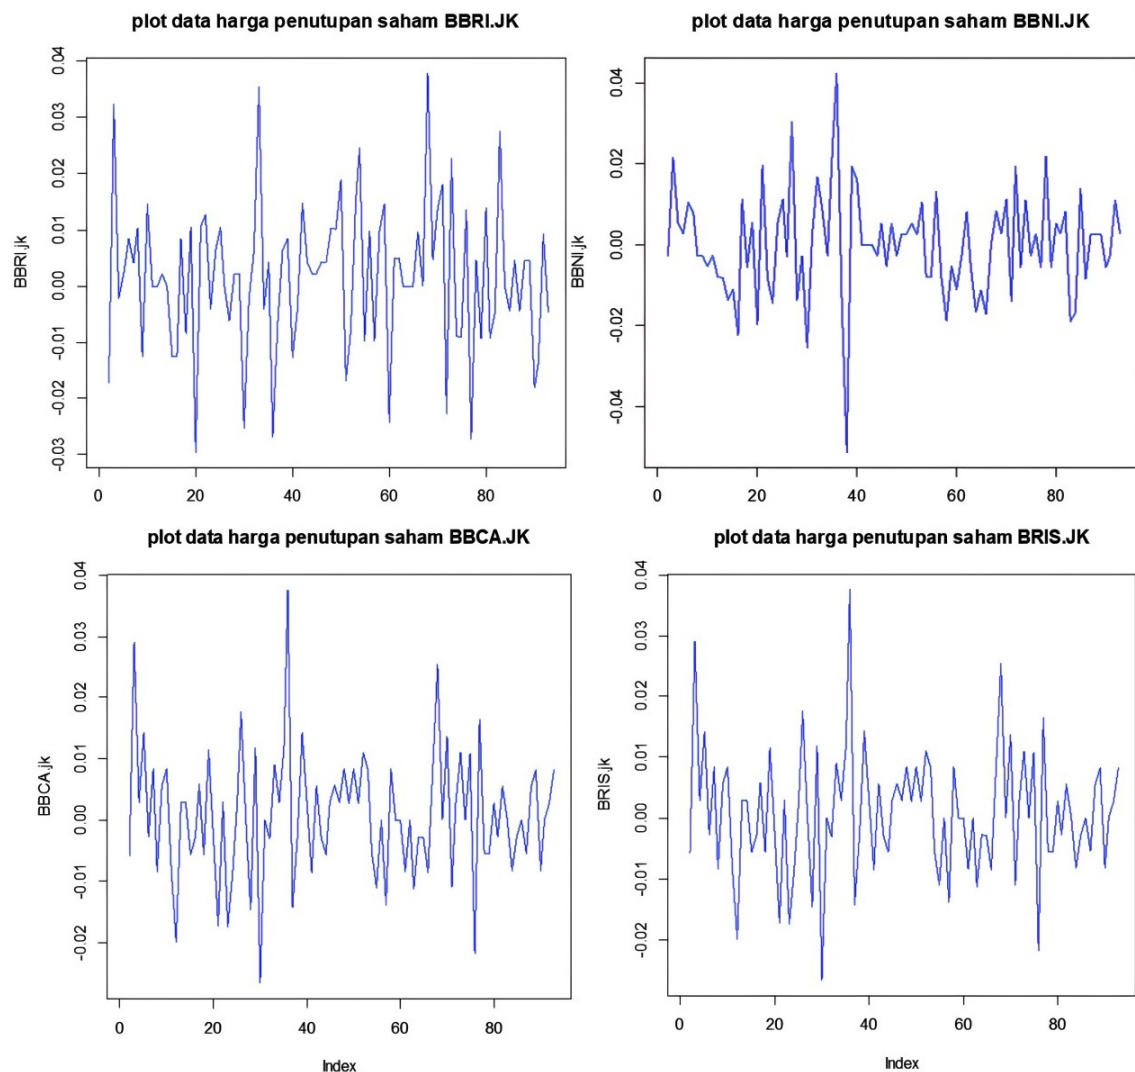 plot data harga penutupan saham BBRI.JK
BBRI.jk
0.04
0.03
0.02
0.01
0.00
-0.01
-0.02
-0.03
0 20 40 60 80
plot data harga penutupan saham BBNI.JK
BBNI.jk
0.04
0.02
0.00
-0.02
-0.04
0 20 40 60 80
plot data harga penutupan saham BBCA.JK
BBCA.jk
0.04
0.03
0.02
0.01
0.00
-0.01
-0.02
0 20 40 60 80
Index
plot data harga penutupan saham BRIS.JK
BRIS.jk
0.04
0.03
0.02
0.01
0.00
-0.01
-0.02
0 20 40 60 80
Index